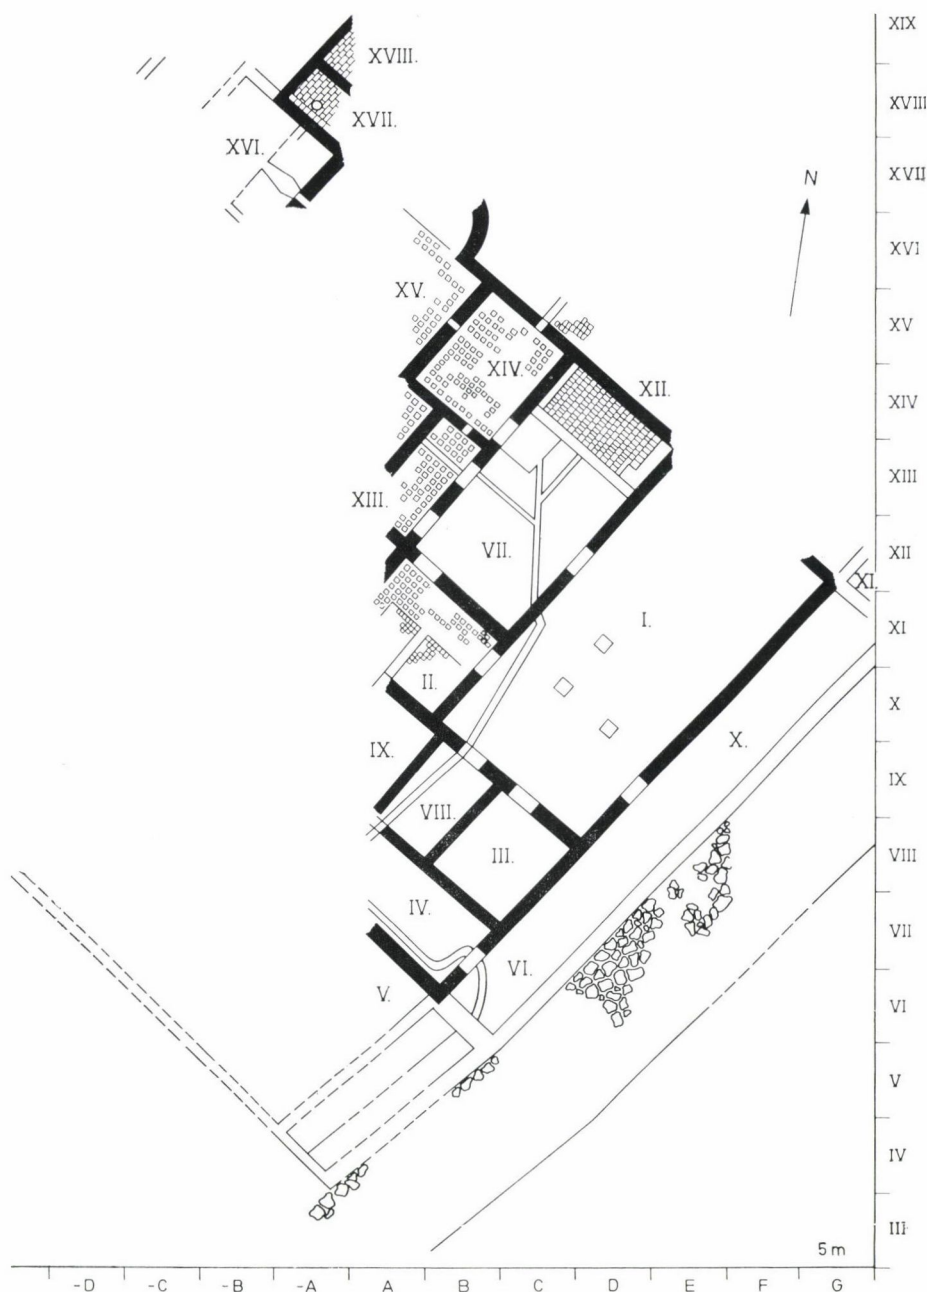 XIX
XVIII.
XVIII
XVII.
XVI.
XVII
N
XVI
XV.
XV
XIV.
XII.
XIV
XIII
XIII.
VII.
XII
XI.
I.
XI
II.
X
X.
IX.
IX
VIII.
III.
VIII
IV.
VII
VI.
V.
VI
V
IV
III
5 m
-D -C -B -A A B C D E F G